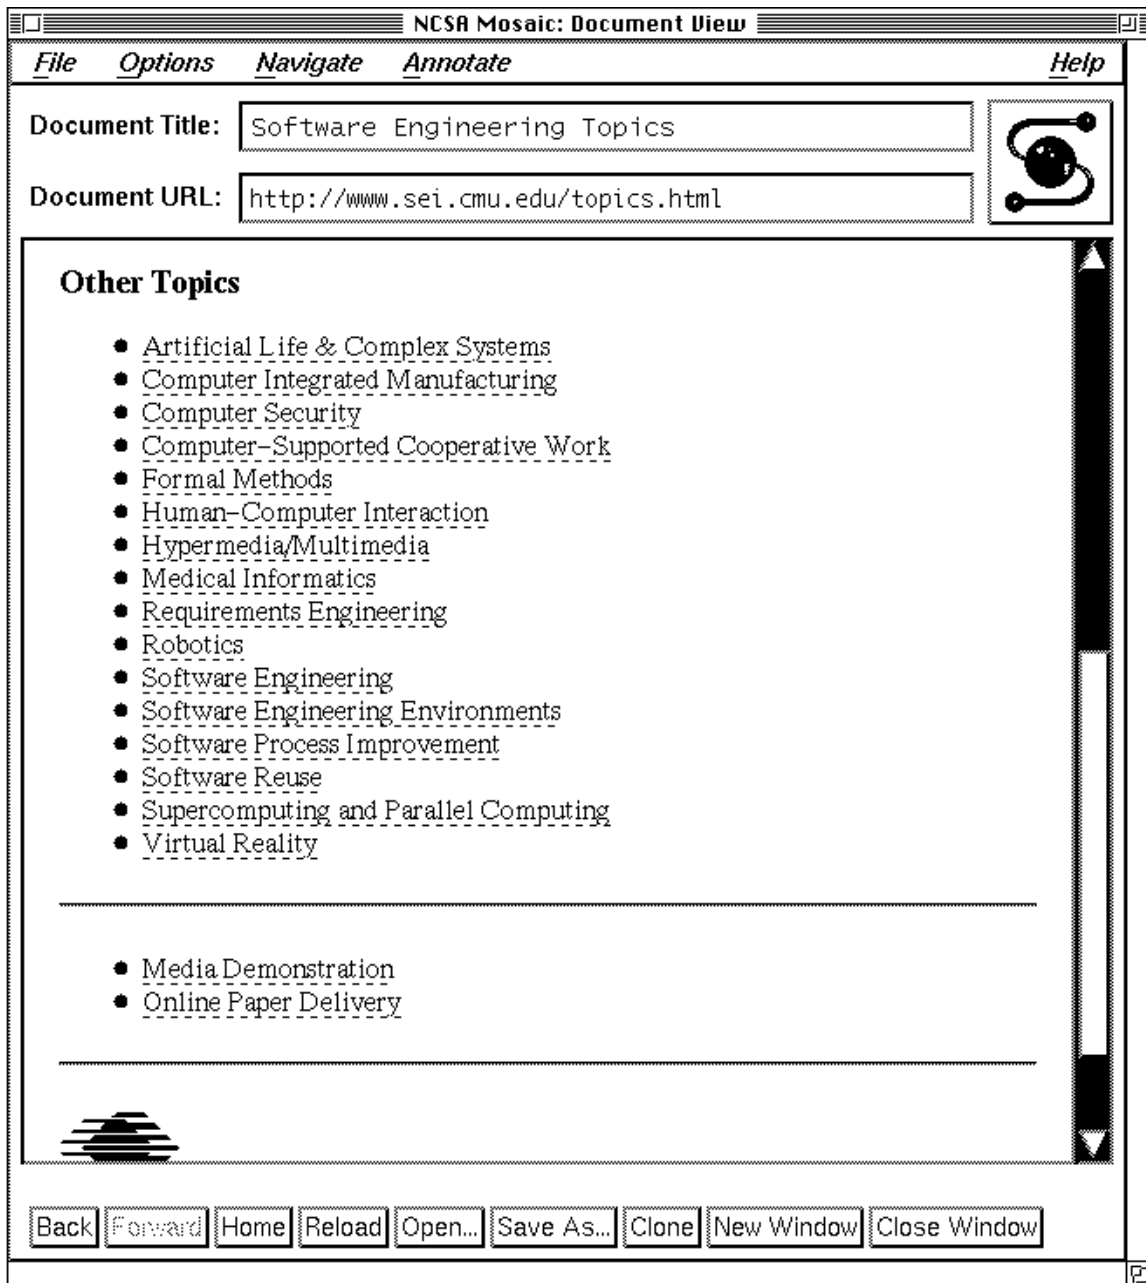 NCSA Mosaic: Document View
File Options Navigate Annotate Help
Document Title: Software Engineering Topics
Document URL: http://www.sei.cmu.edu/topics.html
Other Topics
Artificial Life & Complex Systems
Computer Integrated Manufacturing
Computer Security
Computer-Supported Cooperative Work
Formal Methods
Human-Computer Interaction
Hypermedia/Multimedia
Medical Informatics
Requirements Engineering
Robotics
Software Engineering
Software Engineering Environments
Software Process Improvement
Software Reuse
Supercomputing and Parallel Computing
Virtual Reality
Media Demonstration
Online Paper Delivery
Back Forward Home Reload Open... Save As... Clone New Window Close Window